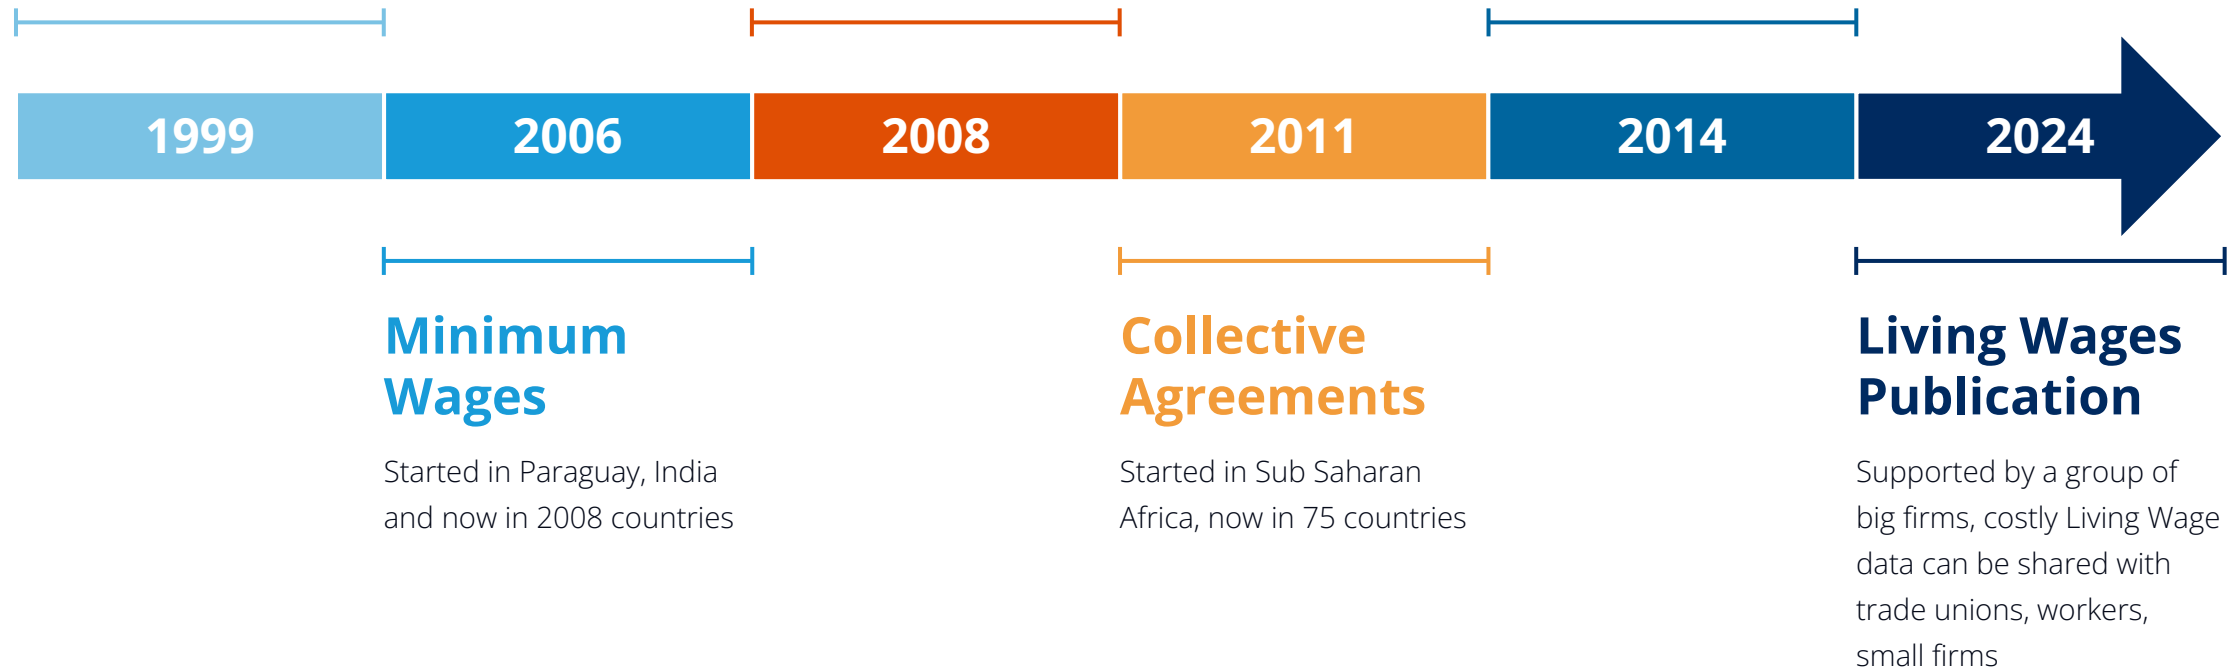 1999
2006
2008
2011
2014
2024
Minimum
Wages
Started in Paraguay, India
and now in 2008 countries
Collective
Agreements
Started in Sub Saharan
Africa, now in 75 countries
Living Wages
Publication
Supported by a group of
big firms, costly Living Wage
data can be shared with
trade unions, workers,
small firms